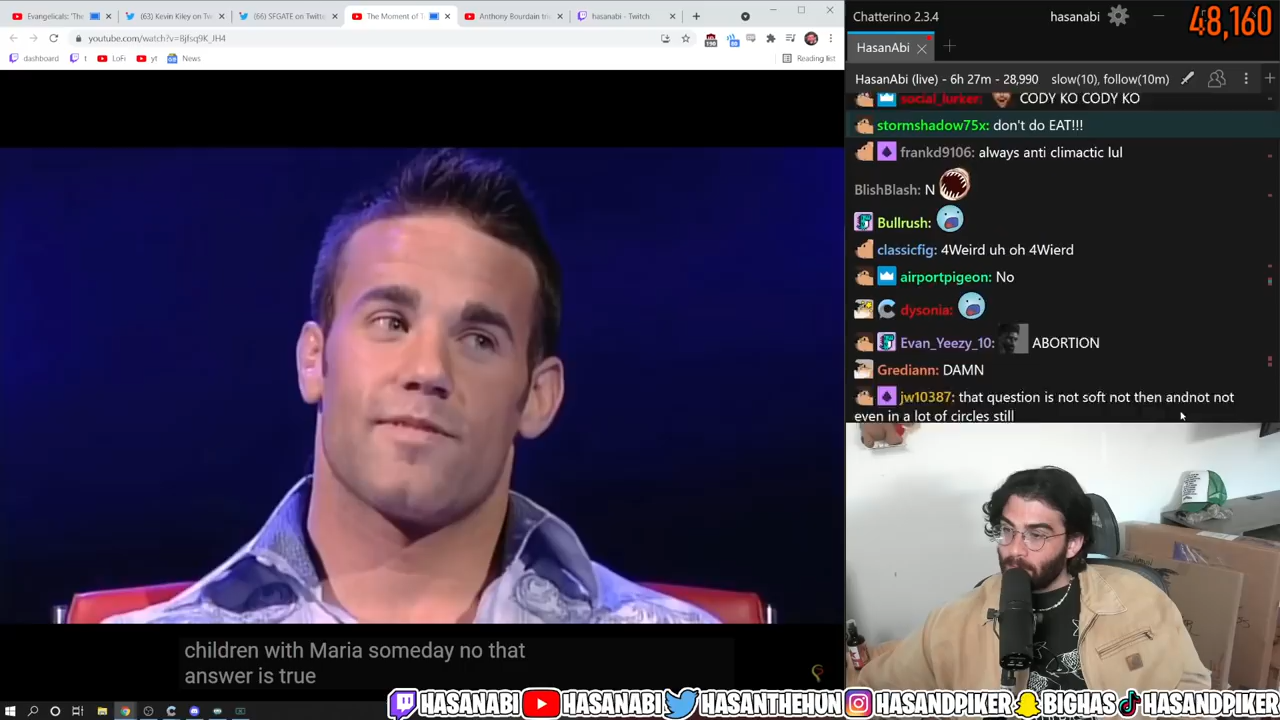 Evangelicals: 'The
(63) Kevin Kiley on Tw
(66) SFGATE on Twitte
The Moment of T
Anthony Bourdain tri
hasanabi - Twitch
youtube.com/watch?v=Bjfsq9K_JH4
dashboard
t
LoFi
yt
News
Reading list
children with Maria someday no that
answer is true
Chatterino 2.3.4
hasanabi
48,160
HasanAbi
HasanAbi (live) - 6h 27m - 28,990 slow(10), follow(10m)
social_lurker: CODY KO CODY KO
stormshadow75x: don't do EAT!!!
frankd9106: always anti climactic lul
BlishBlash: N
Bullrush:
classicfig: 4Weird uh oh 4Wierd
airportpigeon: No
dysonia:
Evan_Yeezy_10: ABORTION
Grediann: DAMN
jw10387: that question is not soft not then andnot not
even in a lot of circles still
HASANABI HASANABI HASANTHEHUN HASANDPIKER BIGHAS HASANDPIKER